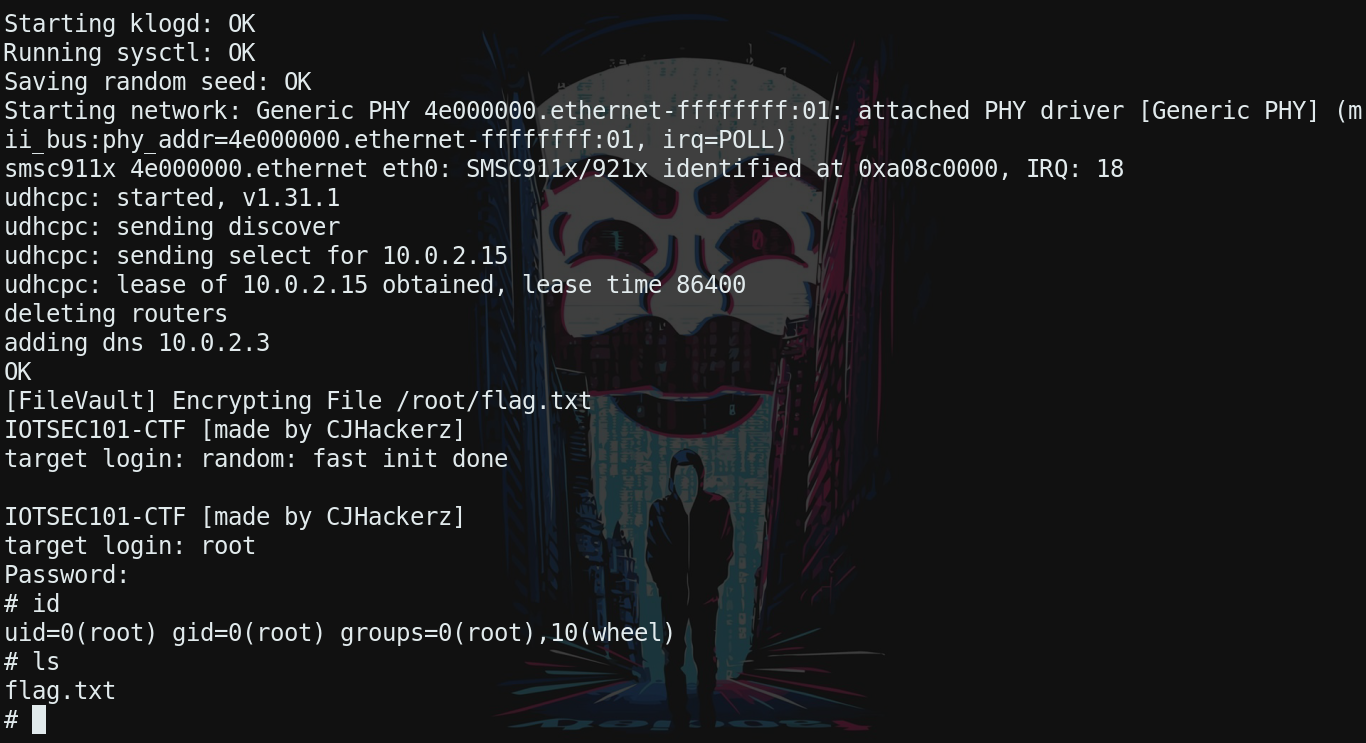 Starting klogd: OK
Running sysctl: OK
Saving random seed: OK
Starting network: Generic PHY 4e000000.ethernet-ffffffff:01: attached PHY driver [Generic PHY] (m
ii_bus:phy_addr=4e000000.ethernet-ffffffff:01, irq=POLL)
smsc911x 4e000000.ethernet eth0: SMSC911x/921x identified at 0xa08c0000, IRQ: 18
udhcpc: started, v1.31.1
udhcpc: sending discover
udhcpc: sending select for 10.0.2.15
udhcpc: lease of 10.0.2.15 obtained, lease time 86400
deleting routers
adding dns 10.0.2.3
OK
[FileVault] Encrypting File /root/flag.txt
IOTSEC101-CTF [made by CJHackerz]
target login: random: fast init done
IOTSEC101-CTF [made by CJHackerz]
target login: root
Password:
# id
uid=0(root) gid=0(root) groups=0(root),10(wheel)
# ls
flag.txt
#